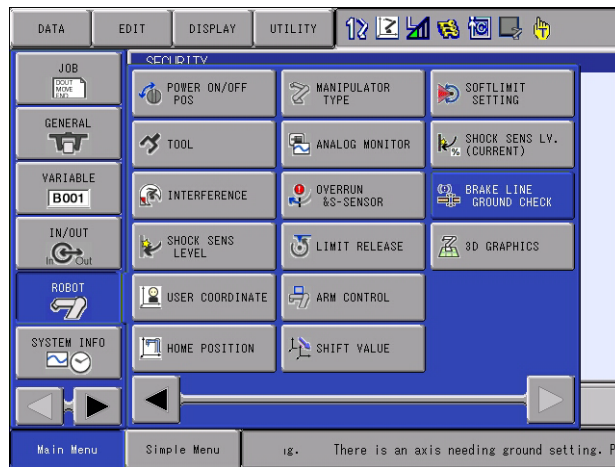 DATA
EDIT
DISPLAY
UTILITY
JOB
DOUT
MOVE
END
GENERAL
VARIABLE
B001
IN/OUT
In Out
ROBOT
SYSTEM INFO
SECURITY
POWER ON/OFF
POS
MANIPULATOR
TYPE
SOFTLIMIT
SETTING
TOOL
ANALOG MONITOR
SHOCK SENS LV.
(CURRENT)
%
INTERFERENCE
OVERRUN
&S-SENSOR
BRAKE LINE
GROUND CHECK
SHOCK SENS
LEVEL
LIMIT RELEASE
3D GRAPHICS
USER COORDINATE
ARM CONTROL
HOME POSITION
SHIFT VALUE
Main Menu
Simple Menu
There is an axis needing ground setting.